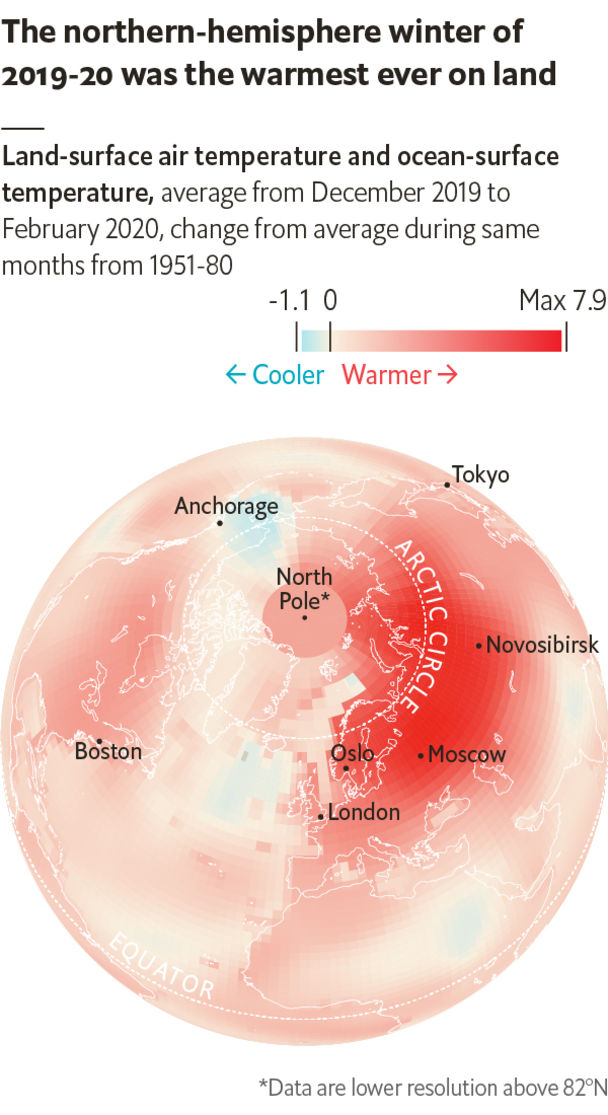 The northern-hemisphere winter of
2019-20 was the warmest ever on land
Land-surface air temperature and ocean-surface
temperature, average from December 2019 to
February 2020, change from average during same
months from 1951-80
-1.1 0 Max 7.9
← Cooler Warmer →
Tokyo
Anchorage
ARCTIC CIRCLE
North
Pole*
Novosibirsk
Boston
Oslo
Moscow
London
EQUATOR
*Data are lower resolution above 82°N